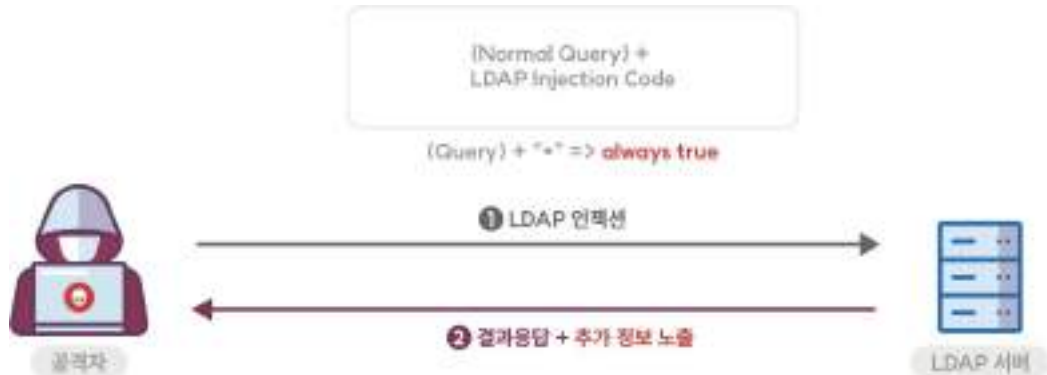 (Normal Query) +
LDAP Injection Code
(Query) + "*" => always true
❶ LDAP 인젝션
❷ 결과응답 + 추가 정보 노출
공격자
LDAP 서버